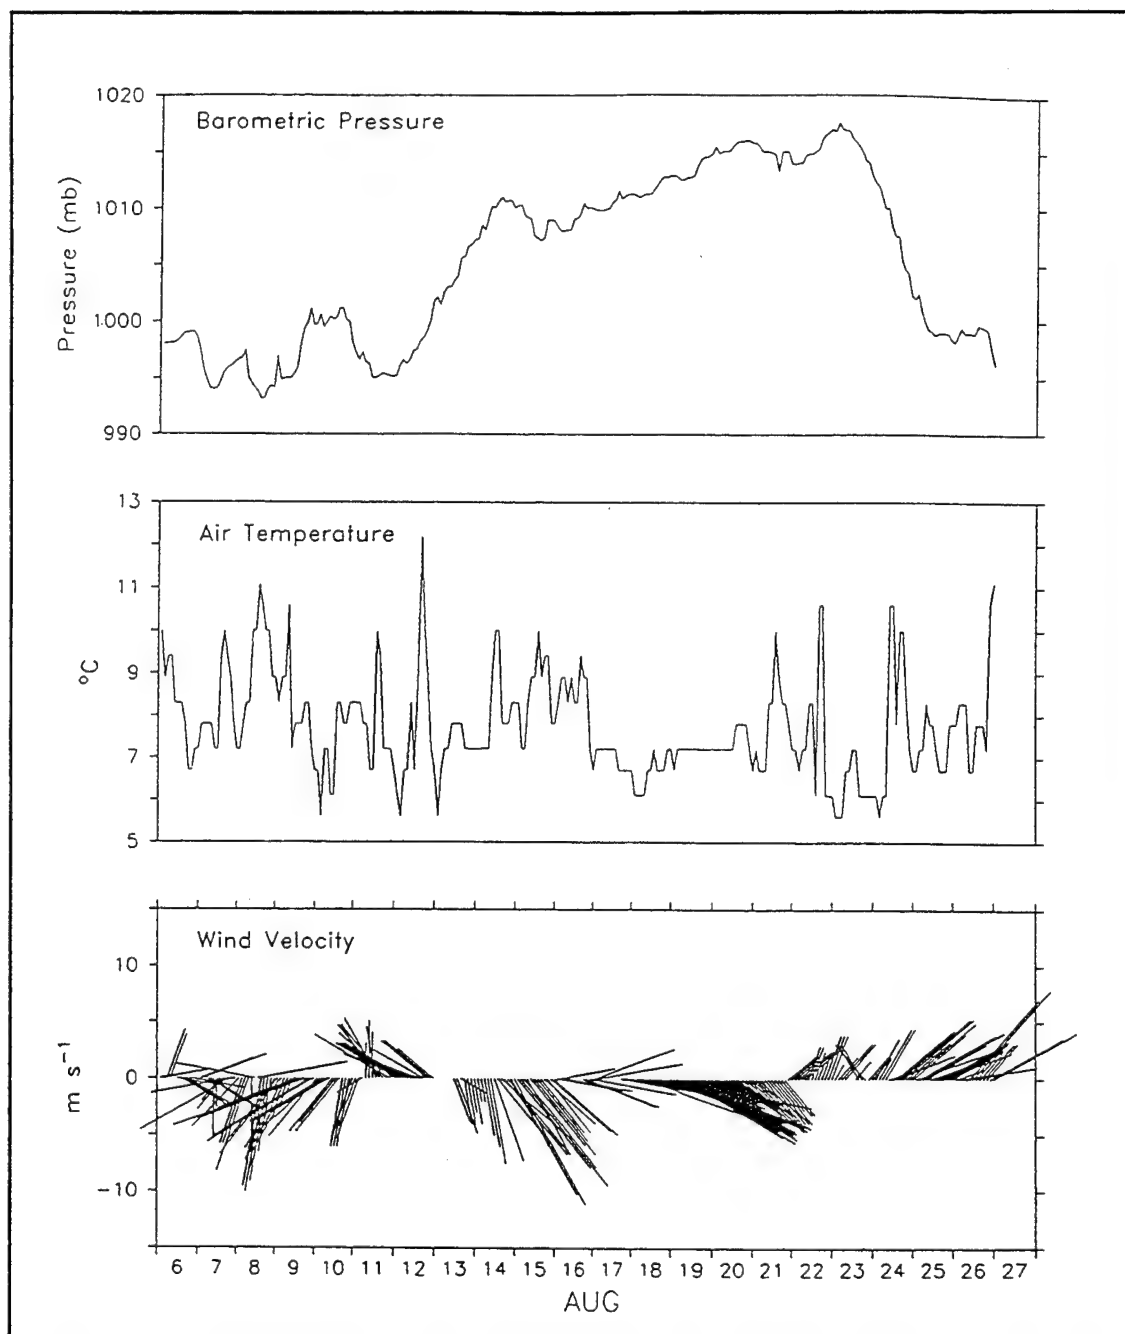 1020
Barometric Pressure
1010
Pressure (mb)
1000
990
13
Air Temperature
11
9
°C
7
5
Wind Velocity
10
m s⁻¹
0
-10
6 7 8 9 10 11 12 13 14 15 16 17 18 19 20 21 22 23 24 25 26 27
AUG